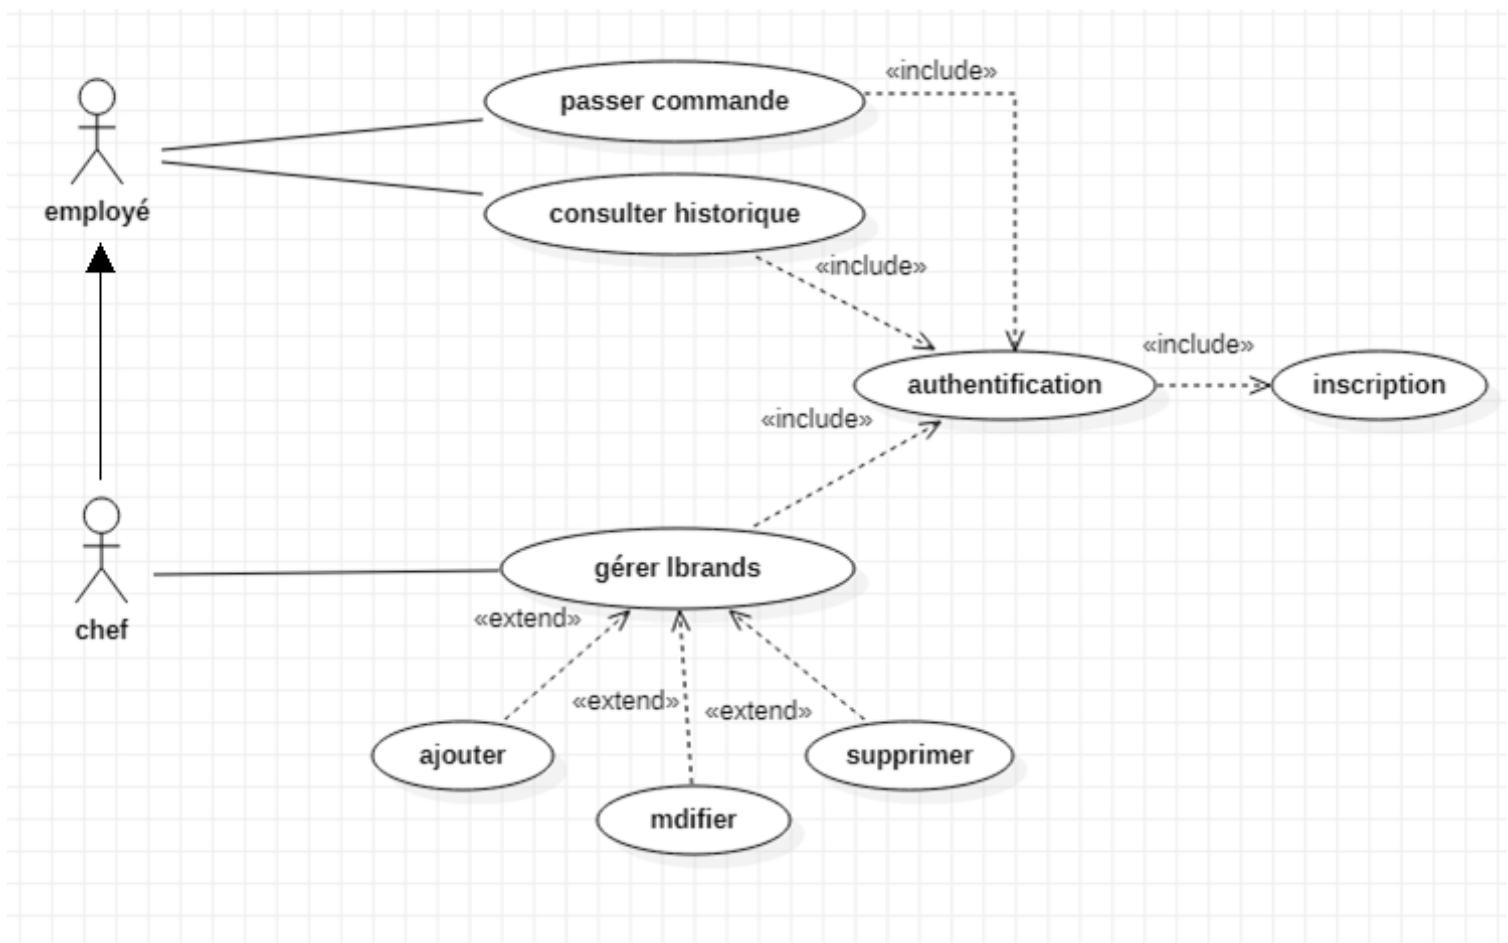 «include»
passer commande
employé
consulter historique
«include»
«include»
authentification
inscription
«include»
gérer lbrands
chef
«extend»
«extend»
«extend»
ajouter
supprimer
mdifier